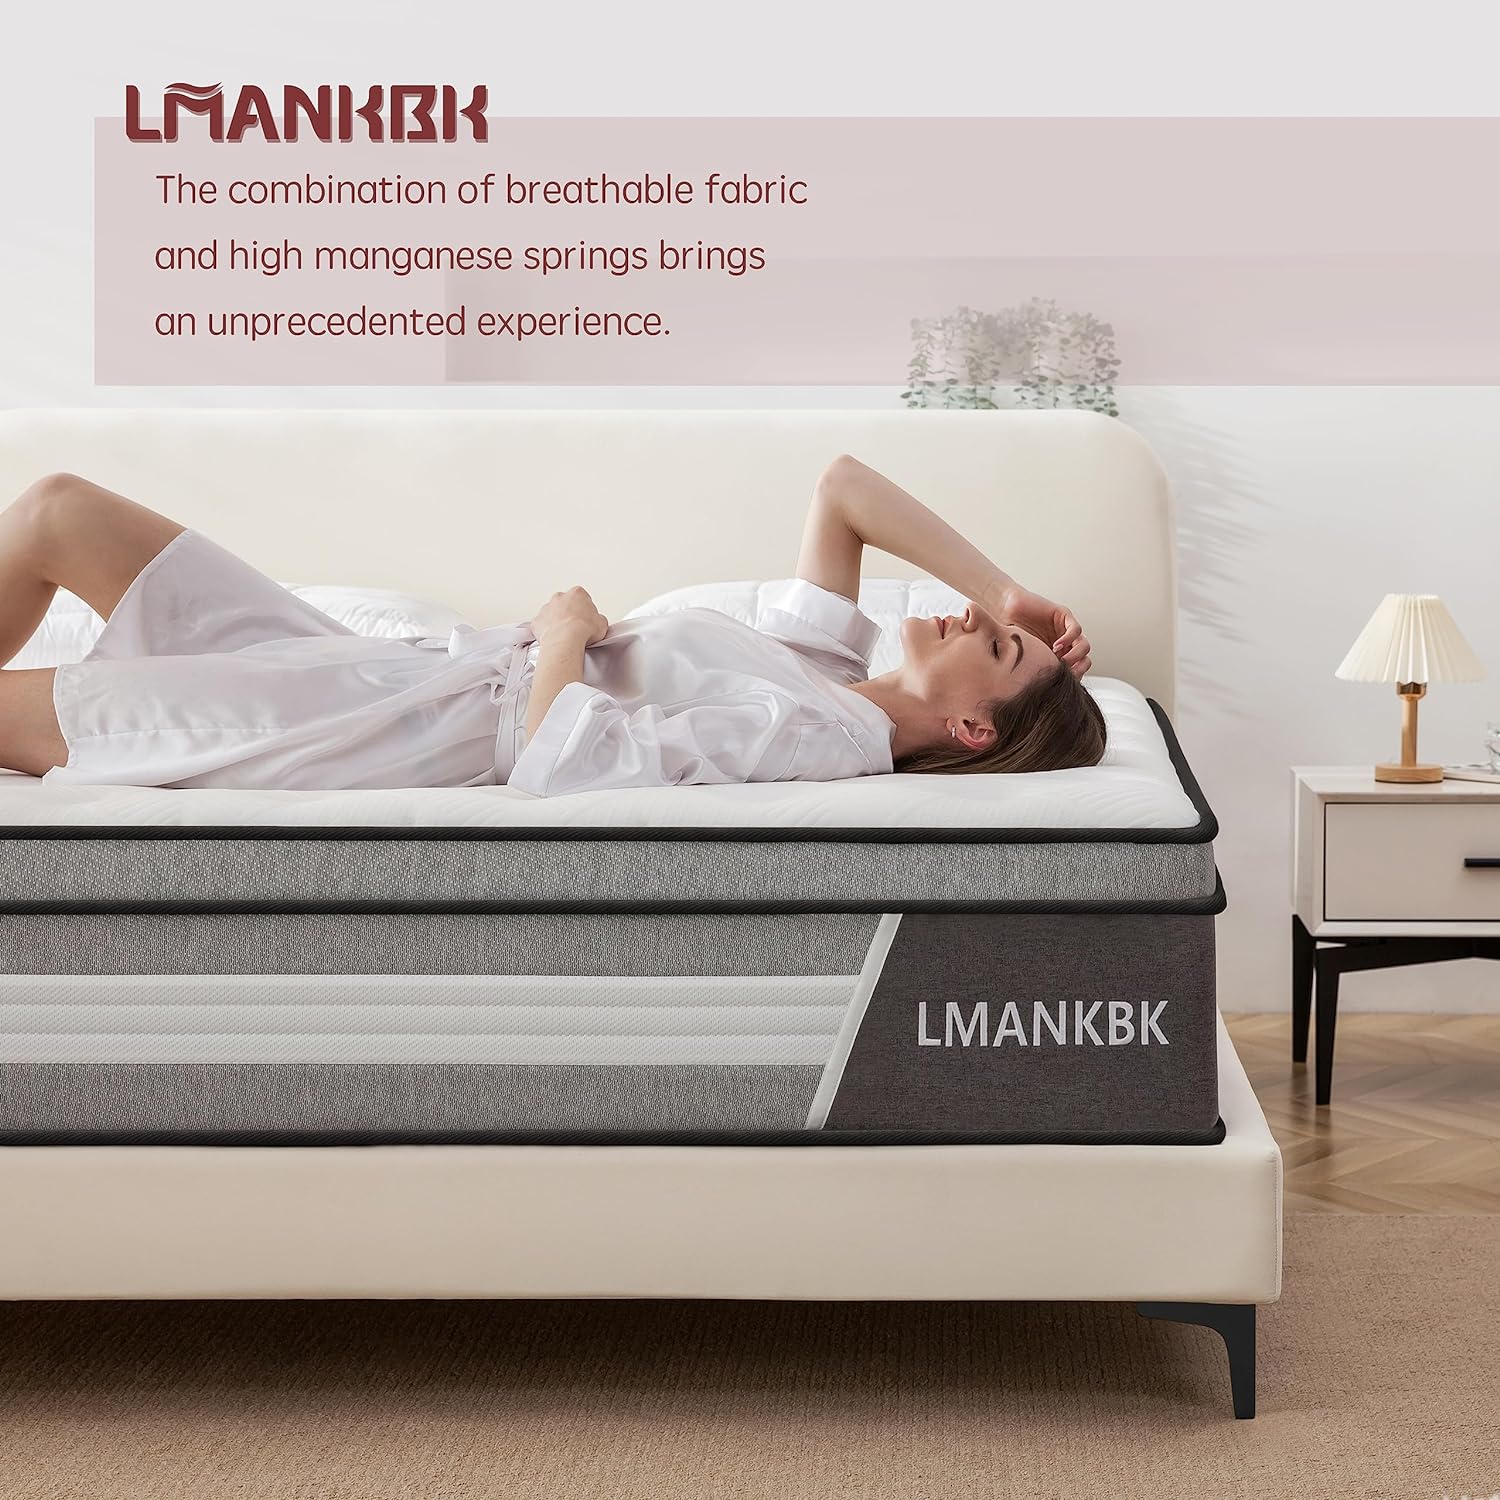 LMANKBK
The combination of breathable fabric
and high manganese springs brings
an unprecedented experience.
LMANKBK